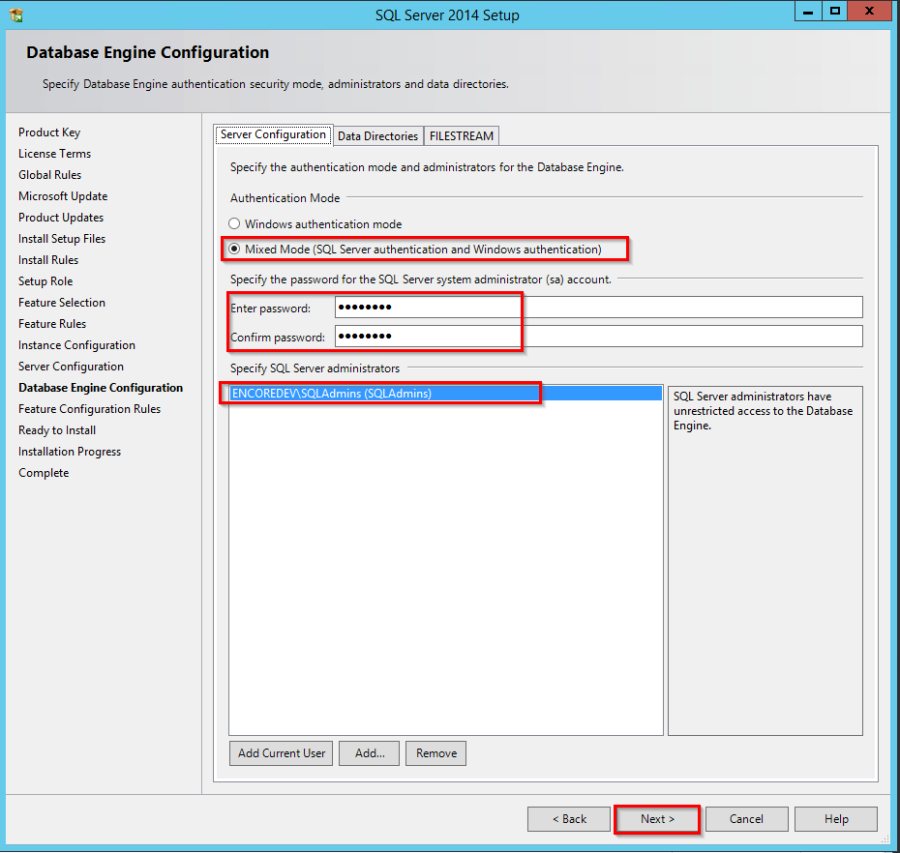 SQL Server 2014 Setup
Database Engine Configuration
Specify Database Engine authentication security mode, administrators and data directories.
Product Key
License Terms
Global Rules
Microsoft Update
Product Updates
Install Setup Files
Install Rules
Setup Role
Feature Selection
Feature Rules
Instance Configuration
Server Configuration
Database Engine Configuration
Feature Configuration Rules
Ready to Install
Installation Progress
Complete
Server Configuration Data Directories FILESTREAM
Specify the authentication mode and administrators for the Database Engine.
Authentication Mode
Windows authentication mode
Mixed Mode (SQL Server authentication and Windows authentication)
Specify the password for the SQL Server system administrator (sa) account.
Enter password: ●●●●●●●●
Confirm password: ●●●●●●●●
Specify SQL Server administrators
ENCOREDEV\SQLAdmins (SQLAdmins)
SQL Server administrators have
unrestricted access to the Database
Engine.
Add Current User Add... Remove
< Back Next > Cancel Help